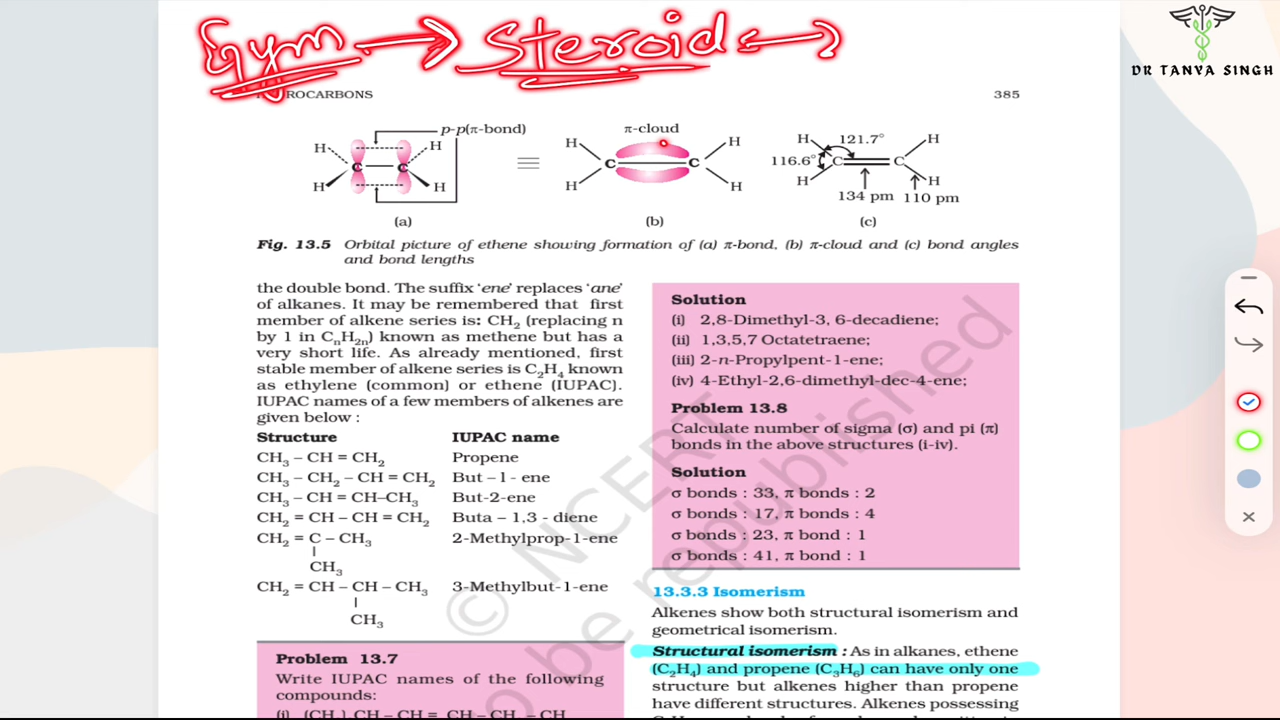 Gym → Steroids →
DR TANYA SINGH
ROCARBONS
385
p-p(π-bond)
H H H H C C
≡
π-cloud
H H H H C C
H H H H C C
121.7°
116.6°
134 pm 110 pm
(a) (b) (c)
Fig. 13.5 Orbital picture of ethene showing formation of (a) π-bond, (b) π-cloud and (c) bond angles
and bond lengths
the double bond. The suffix ‘ene’ replaces ‘ane’
of alkanes. It may be remembered that first
member of alkene series is: CH₂ (replacing n
by 1 in CₙH₂ₙ) known as methene but has a
very short life. As already mentioned, first
stable member of alkene series is C₂H₄ known
as ethylene (common) or ethene (IUPAC).
IUPAC names of a few members of alkenes are
given below :
Structure IUPAC name
CH₃ – CH = CH₂ Propene
CH₃ – CH₂ – CH = CH₂ But – l - ene
CH₃ – CH = CH–CH₃ But-2-ene
CH₂ = CH – CH = CH₂ Buta – 1,3 - diene
CH₂ = C – CH₃ 2-Methylprop-1-ene
|
CH₃
CH₂ = CH – CH – CH₃ 3-Methylbut-1-ene
|
CH₃
Problem 13.7
Write IUPAC names of the following
compounds:
(i) (CH₃)₂CH – CH = CH – CH₂ – CH
Solution
(i) 2,8-Dimethyl-3, 6-decadiene;
(ii) 1,3,5,7 Octatetraene;
(iii) 2-n-Propylpent-1-ene;
(iv) 4-Ethyl-2,6-dimethyl-dec-4-ene;
Problem 13.8
Calculate number of sigma (σ) and pi (π)
bonds in the above structures (i-iv).
Solution
σ bonds : 33, π bonds : 2
σ bonds : 17, π bonds : 4
σ bonds : 23, π bond : 1
σ bonds : 41, π bond : 1
13.3.3 Isomerism
Alkenes show both structural isomerism and
geometrical isomerism.
Structural isomerism : As in alkanes, ethene
(C₂H₄) and propene (C₃H₆) can have only one
structure but alkenes higher than propene
have different structures. Alkenes possessing
© NCERT
o be republished